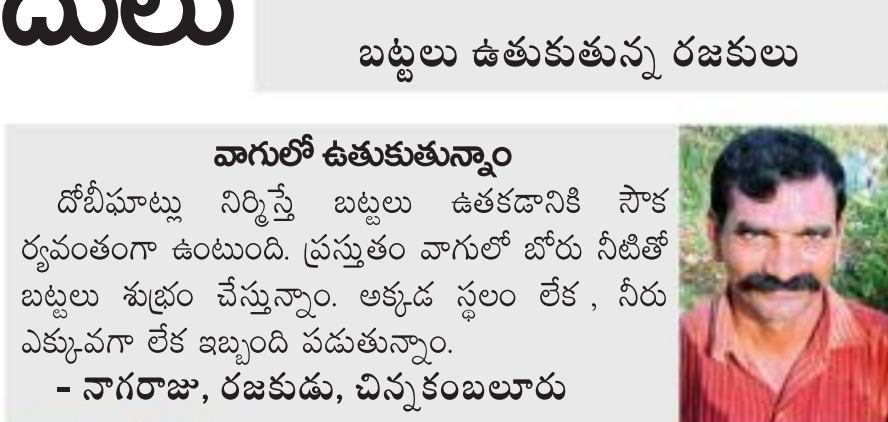 దులు
బట్టలు ఉతుకుతున్న రజకులు
వాగులో ఉతుకుతున్నాం
దోబీఘాట్లు నిర్మిస్తే బట్టలు ఉతకడానికి సౌక
ర్యవంతంగా ఉంటుంది. ప్రస్తుతం వాగులో బోరు నీటితో
బట్టలు శుభ్రం చేస్తున్నాం. అక్కడ స్థలం లేక , నీరు
ఎక్కువగా లేక ఇబ్బంది పడుతున్నాం.
- నాగరాజు, రజకుడు, చిన్నకంబలూరు